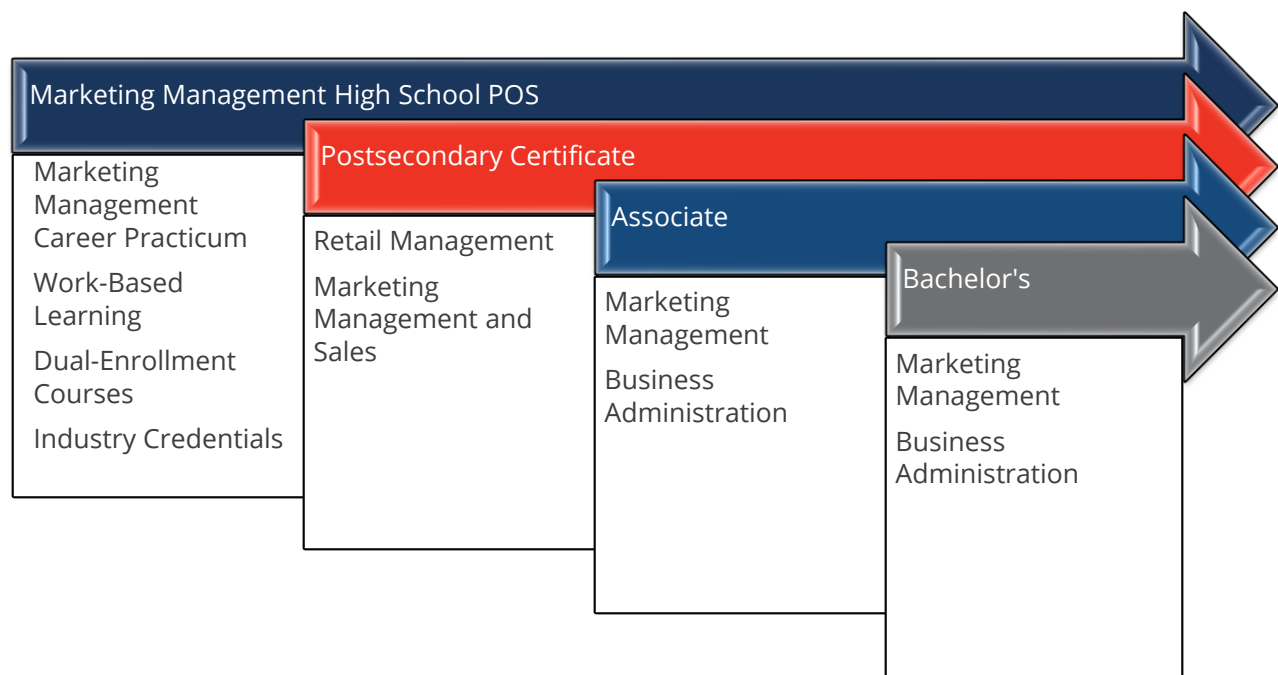 Marketing Management High School POS
Marketing
Management
Career Practicum
Work-Based
Learning
Dual-Enrollment
Courses
Industry Credentials
Postsecondary Certificate
Retail Management
Marketing
Management and
Sales
Associate
Marketing
Management
Business
Administration
Bachelor's
Marketing
Management
Business
Administration